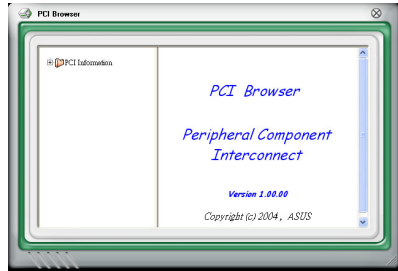 PCI Browser
PCI Information
PCI Browser
Peripheral Component
Interconnect
Version 1.00.00
Copyright (c) 2004, ASUS